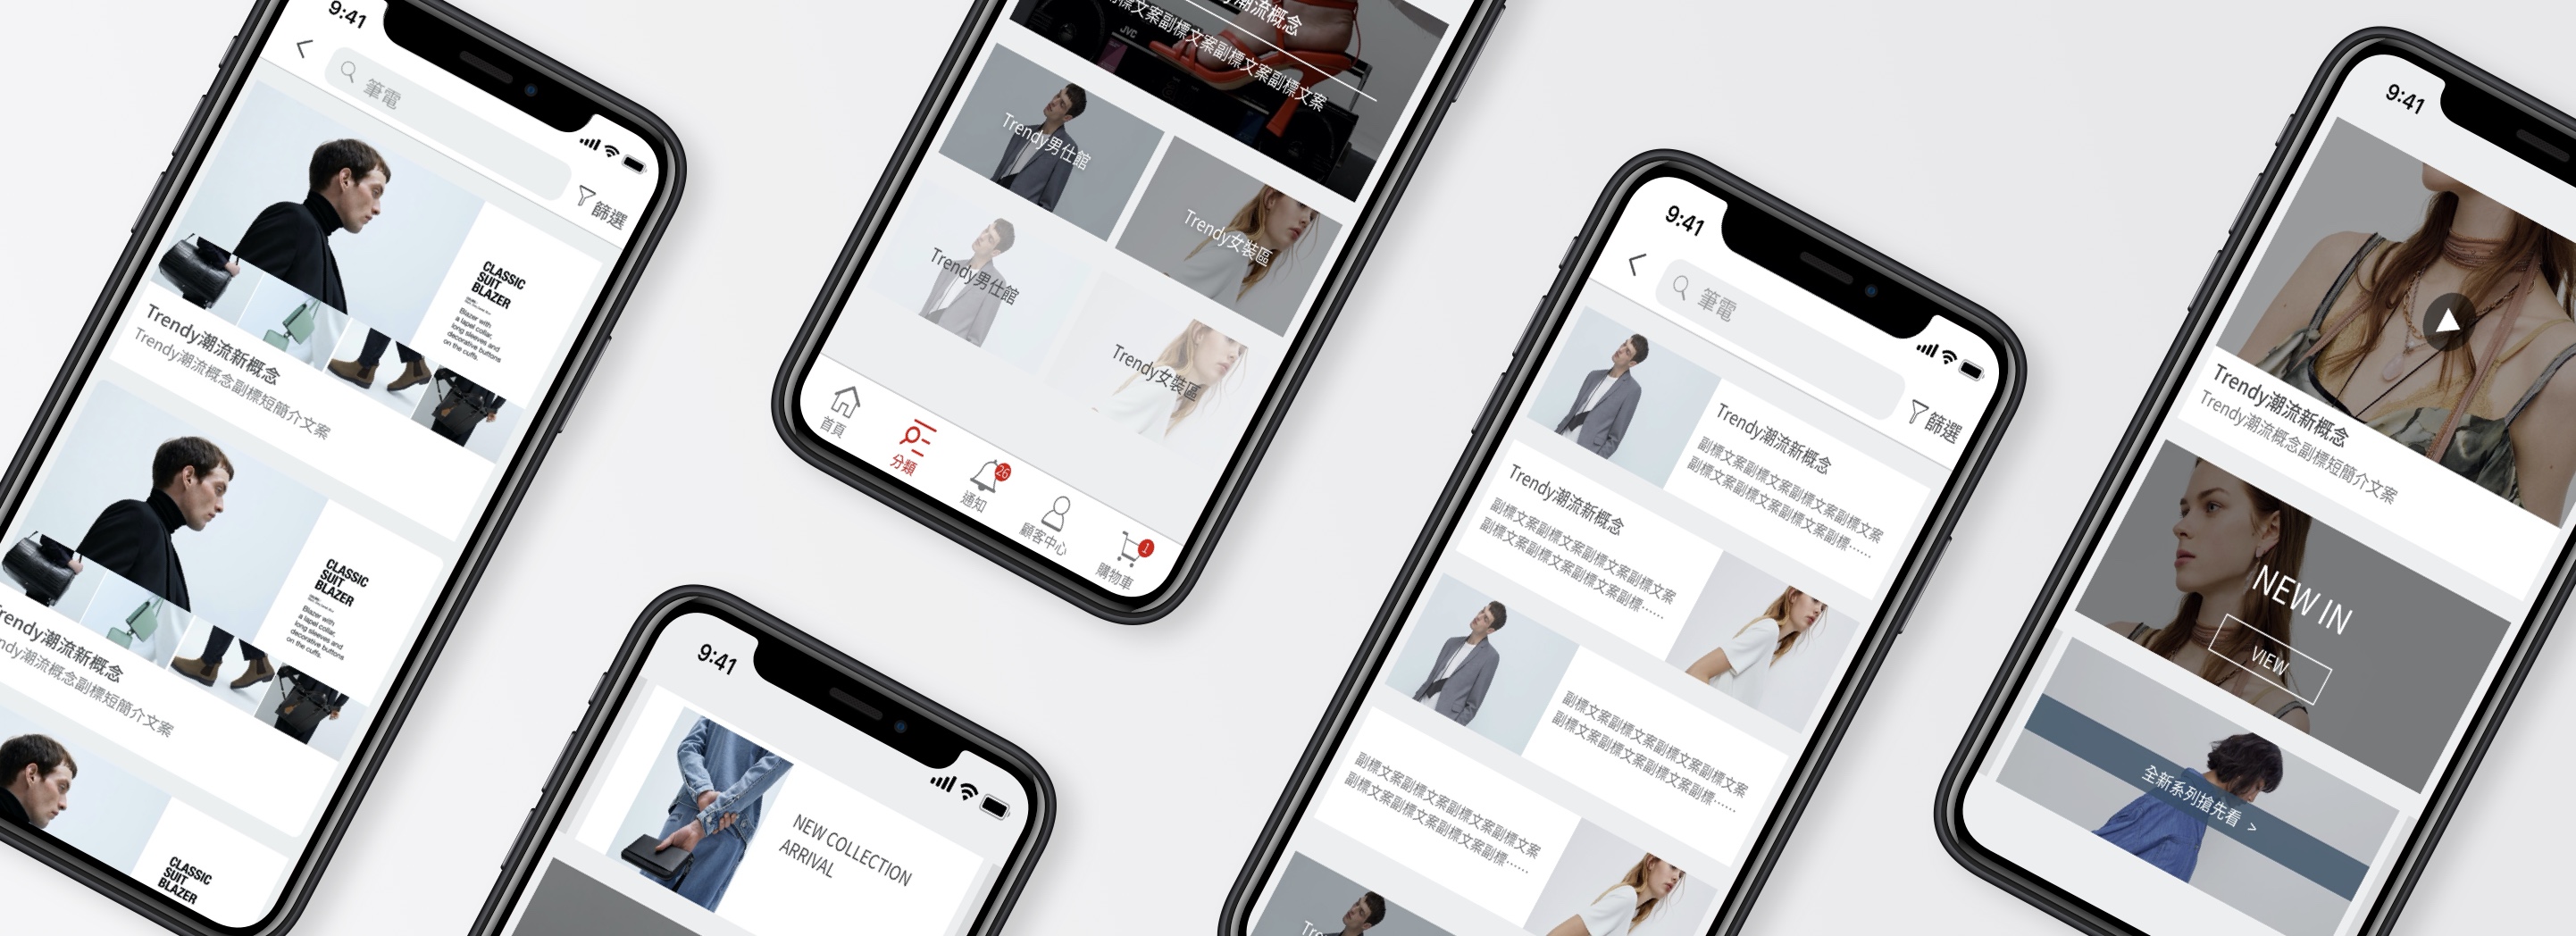 9:41
筆電
篩選
CLASSIC
SUIT
BLAZER
Blazer with
a lapel collar,
long sleeves and
decorative buttons
on the cuffs.
Trendy潮流新概念
Trendy潮流概念副標短簡介文案
CLASSIC
SUIT
BLAZER
Blazer with
a lapel collar,
long sleeves and
decorative buttons
on the cuffs.
rendy潮流新概念
ndy潮流概念副標短簡介文案
CLASSIC
SUIT
BLAZER
潮流概念
副標文案副標文案副標文案副標文案
JVC
Trendy男仕館
Trendy女裝區
Trendy男仕館
Trendy女裝區
首頁
分類
26
通知
顧客中心
1
購物車
9:41
NEW COLLECTION
ARRIVAL
9:41
筆電
篩選
Trendy潮流新概念
副標文案副標文案副標文案副標文案
副標文案副標文案副標文案副標……
Trendy潮流新概念
副標文案副標文案副標文案副標文案
副標文案副標文案副標文案副標……
副標文案副標文案副標文案副標文案
副標文案副標文案副標文案副標……
副標文案副標文案副標文案副標文案
副標文案副標文案副標文案副標……
9:41
Trendy潮流新概念
Trendy潮流概念副標短簡介文案
NEW IN
VIEW
全新系列搶先看 >